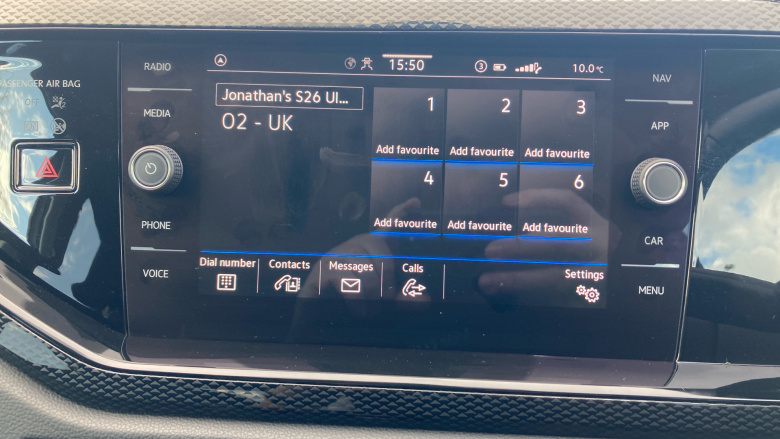 PASSENGER AIR BAG
OFF
RADIO
MEDIA
PHONE
VOICE
15:50
3
10.0°C
Jonathan's S26 Ul...
O2 - UK
1
2
3
Add favourite
Add favourite
Add favourite
4
5
6
Add favourite
Add favourite
Add favourite
Dial number
Contacts
Messages
Calls
Settings
NAV
APP
CAR
MENU